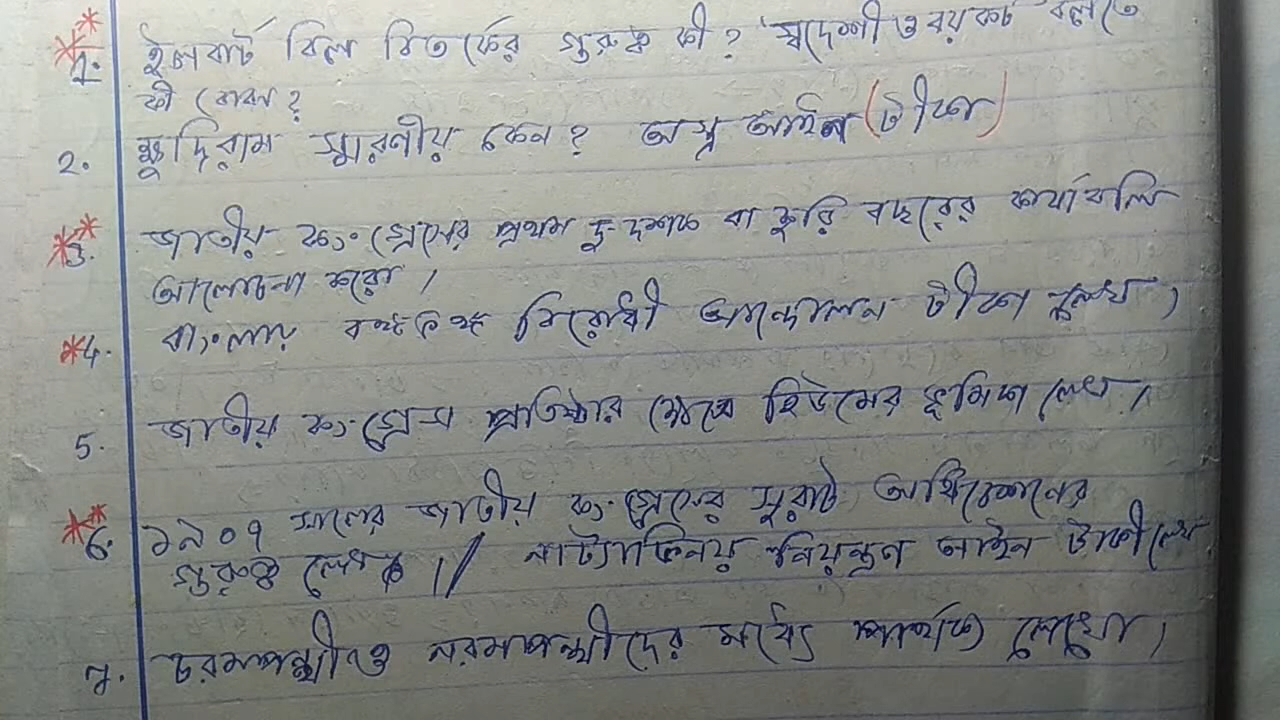 1. ইলবার্ট বিল বিতর্কের গুরুত্ব কী? স্বদেশী ও বয়কট বলতে
কী বোঝ?
2. ক্ষুদিরাম স্মরণীয় কেন? অস্ত্র আইন (টীকা)
3. জাতীয় কংগ্রেসের প্রথম দু-দশক বা কুরি বছরের কার্যাবলি
আলোচনা করো।
4. বাংলায় বঙ্গভঙ্গ বিরোধী আন্দোলন টীকা লেখ।
5. জাতীয় কংগ্রেস প্রতিষ্ঠার ক্ষেত্রে হিউমের ভূমিকা লেখ।
6. ১৯০৭ সালের জাতীয় কংগ্রেসের সুরাট অধিবেশনের
গুরুত্ব লেখ।// নাট্যাভিনয় নিয়ন্ত্রণ আইন টীকা লেখ
চরমপন্থী ও নরমপন্থীদের মধ্যে পার্থক্য লেখো।